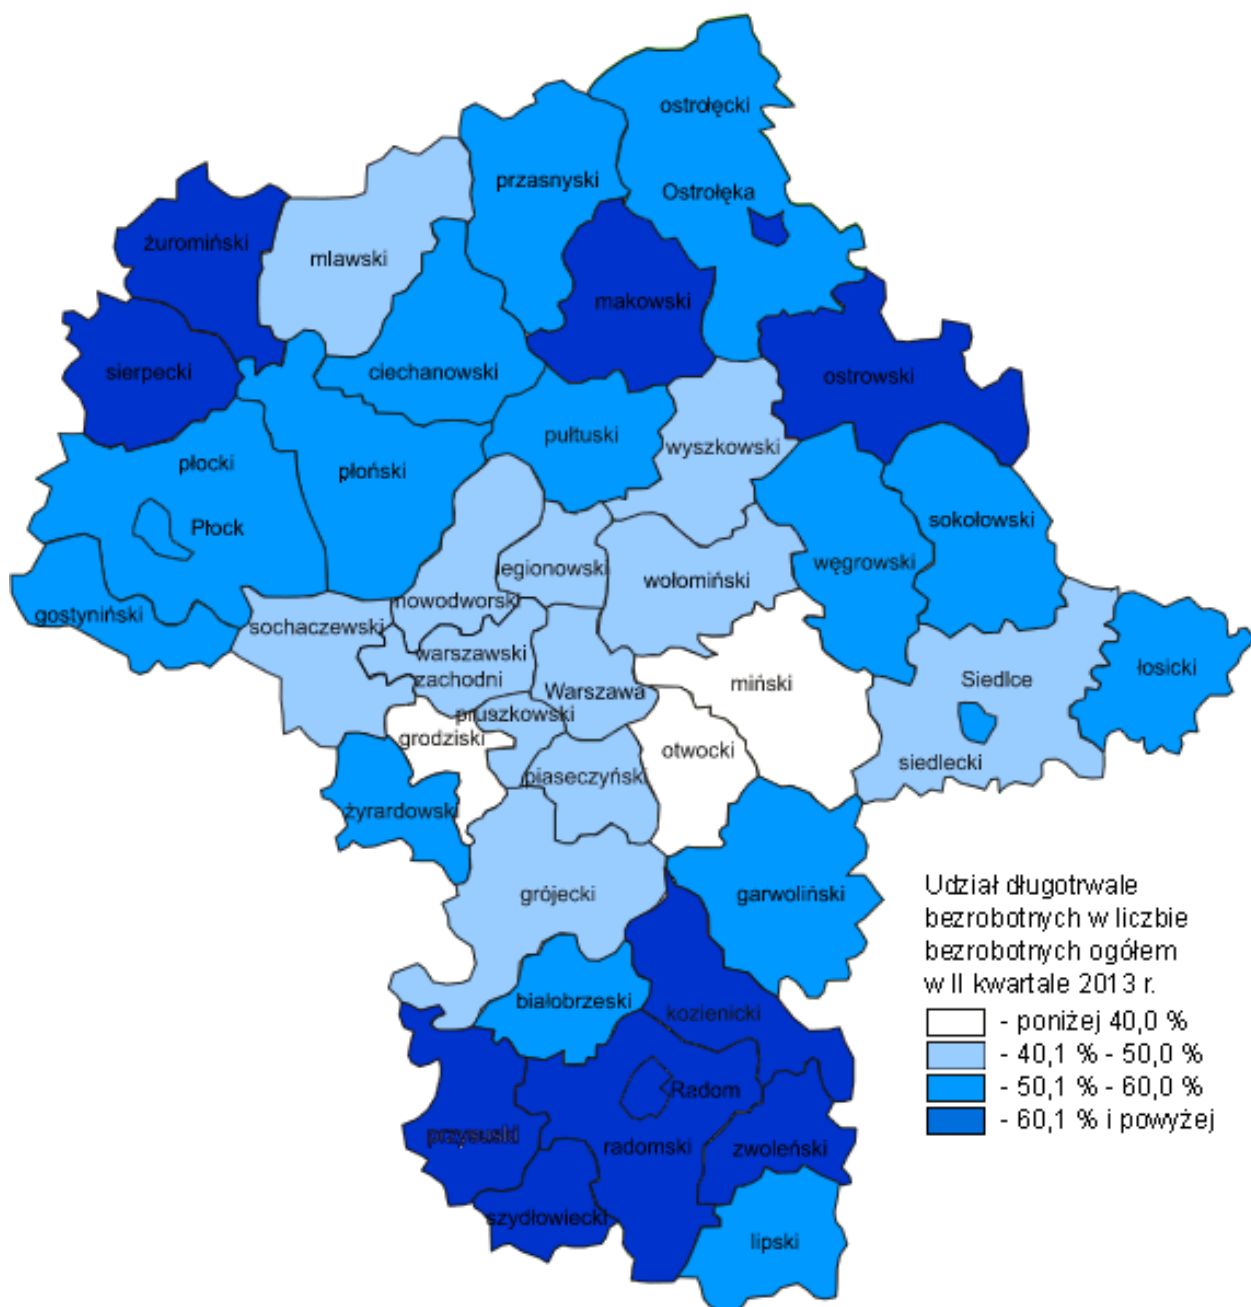 ostrołęcki
przasnyski
Ostrołęka
żuromiński
mlawski
makowski
sierpecki
ciechanowski
ostrowski
pułtuski
wyszkowski
płocki
płoński
Płock
sokołowski
legionowski
wołomiński
węgrowski
nowodworski
gostyniński
sochaczewski
warszawski
zachodni
Warszawa
miński
Siedlce
łosicki
pruszkowski
grodziski
otwocki
siedlecki
piaseczyński
żyrardowski
grójecki
garwoliński
białobrzeski
kozienicki
Radom
przysuski
radomski
zwoleński
szydłowiecki
lipski
Udział długotrwale
bezrobotnych w liczbie
bezrobotnych ogółem
w II kwartale 2013 r.
- poniżej 40,0 %
- 40,1 % - 50,0 %
- 50,1 % - 60,0 %
- 60,1 % i powyżej